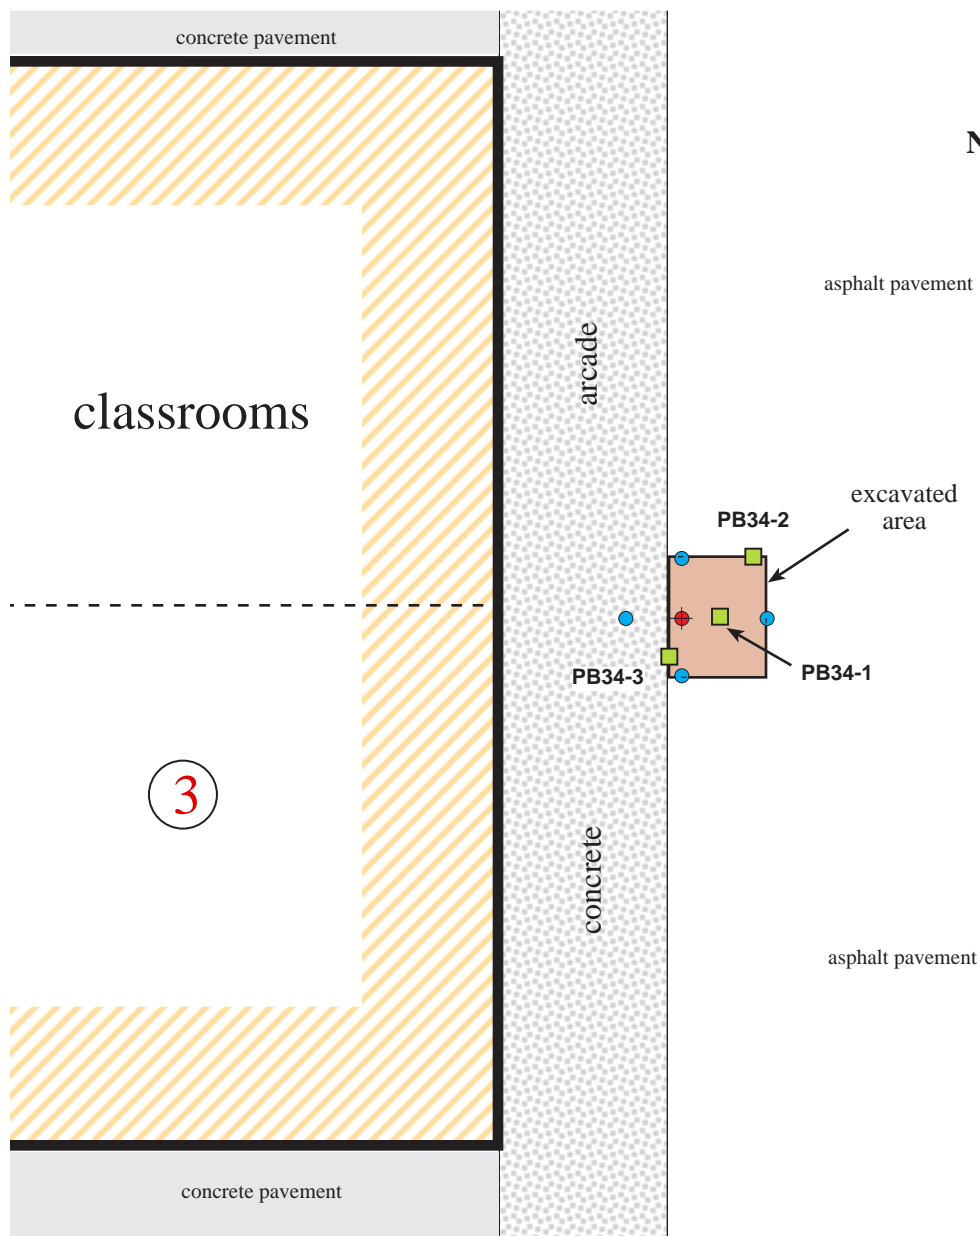 concrete pavement
N
asphalt pavement
arcade
classrooms
excavated
area
PB34-2
PB34-3
PB34-1
3
concrete
asphalt pavement
concrete pavement